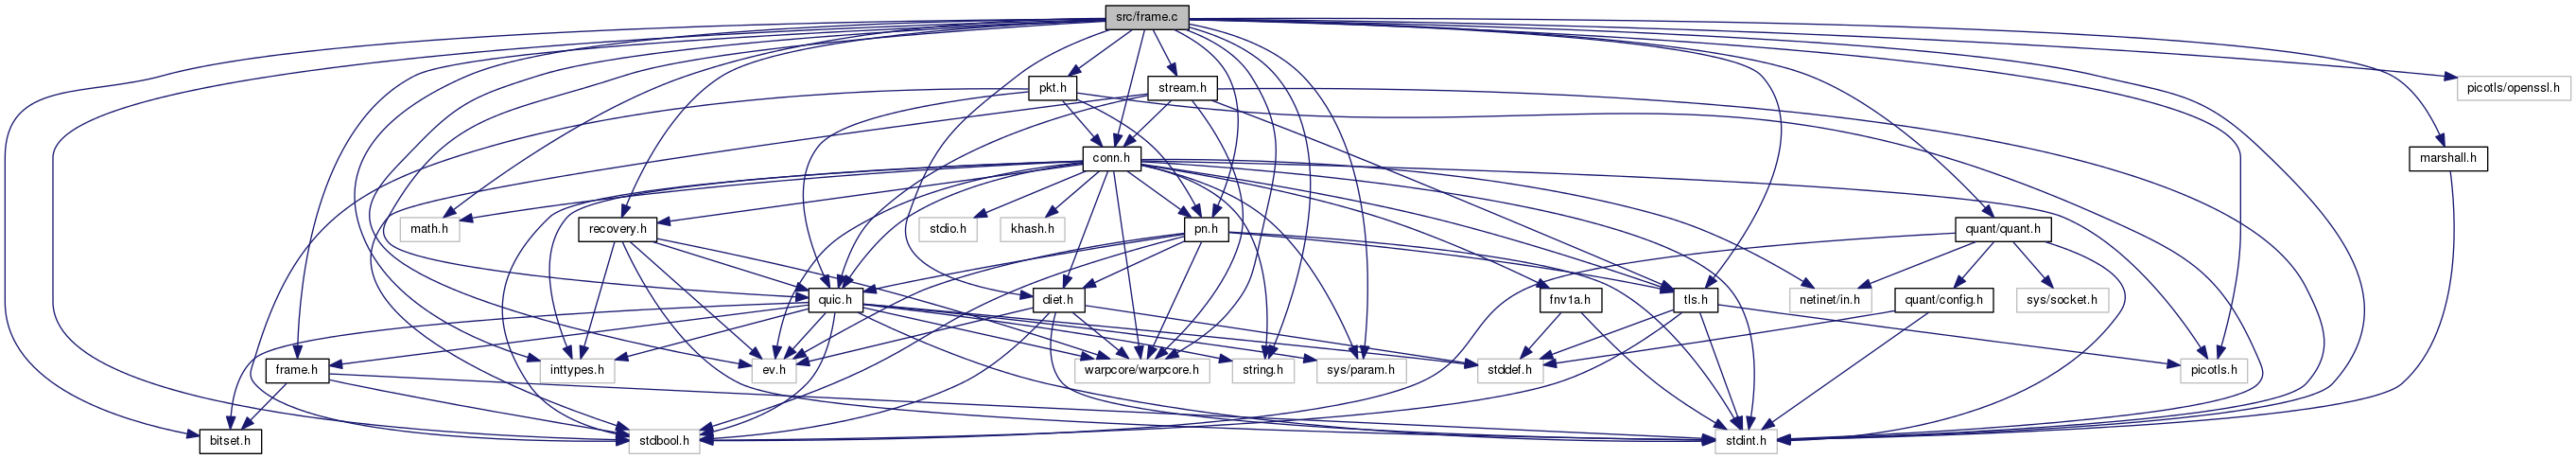 src/frame.c
pkt.h
stream.h
picotls/openssl.h
conn.h
marshall.h
math.h
recovery.h
stdio.h
khash.h
pn.h
quant/quant.h
quic.h
diet.h
fnv1a.h
tls.h
netinet/in.h
quant/config.h
sys/socket.h
frame.h
inttypes.h
ev.h
warpcore/warpcore.h
string.h
sys/param.h
stddef.h
picotls.h
bitset.h
stdbool.h
stdint.h